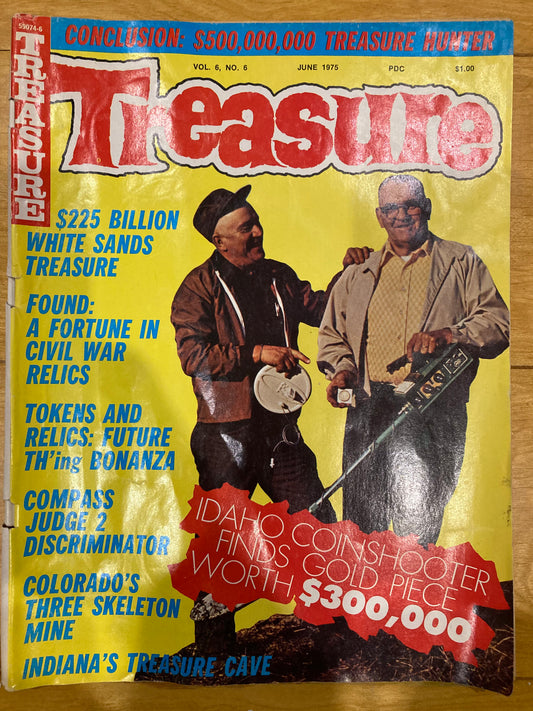 59074-6
TREASURE
CONCLUSION: $500,000,000 TREASURE HUNTER
VOL. 6, NO. 6 JUNE 1975 PDC $1.00
Treasure
$225 BILLION
WHITE SANDS
TREASURE
FOUND:
A FORTUNE IN
CIVIL WAR
RELICS
TOKENS AND
RELICS: FUTURE
TH'ing BONANZA
COMPASS
JUDGE 2
DISCRIMINATOR
COLORADO'S
THREE SKELETON
MINE
INDIANA'S TREASURE CAVE
IDAHO COINSHOOTER
FINDS GOLD PIECE
WORTH $300,000